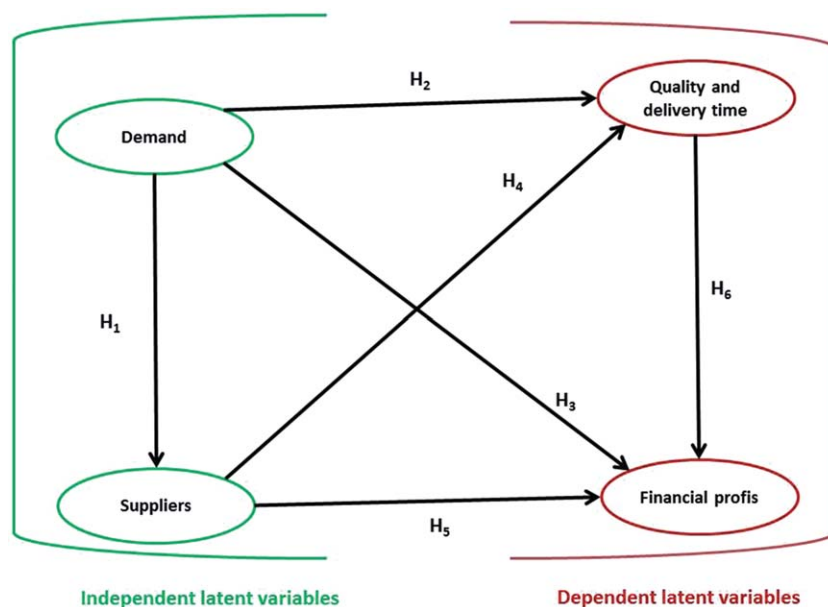 H2
Quality and
delivery time
Demand
H4
H1
H6
H3
Suppliers
Financial profis
H5
Independent latent variables
Dependent latent variables